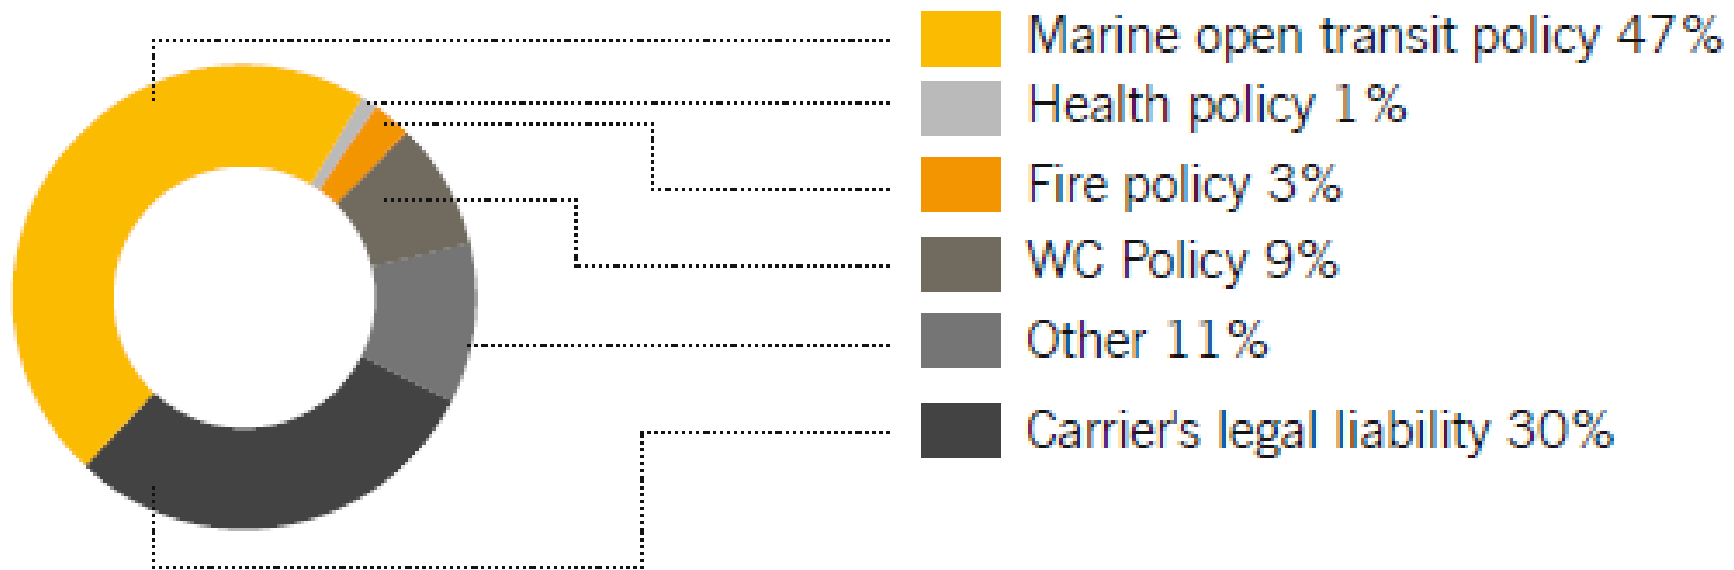 Marine open transit policy 47%
Health policy 1%
Fire policy 3%
WC Policy 9%
Other 11%
Carrier's legal liability 30%